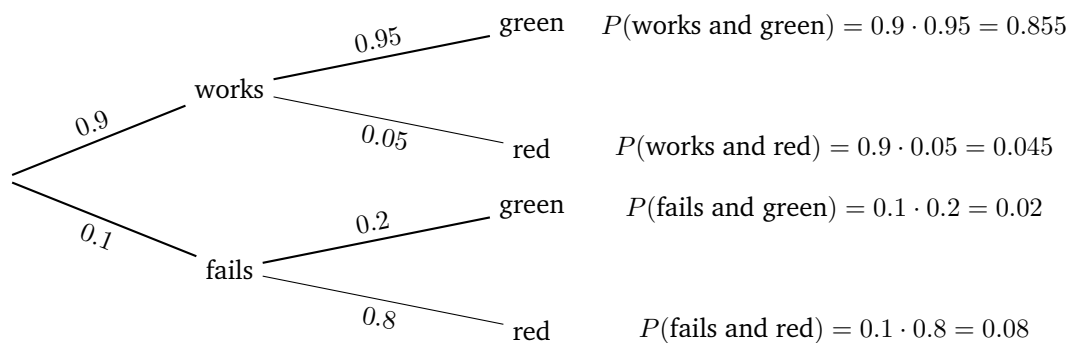 green P(works and green) = 0.9 · 0.95 = 0.855
0.95
works
0.9
0.05
red P(works and red) = 0.9 · 0.05 = 0.045
green P(fails and green) = 0.1 · 0.2 = 0.02
0.2
0.1
fails
0.8
red P(fails and red) = 0.1 · 0.8 = 0.08